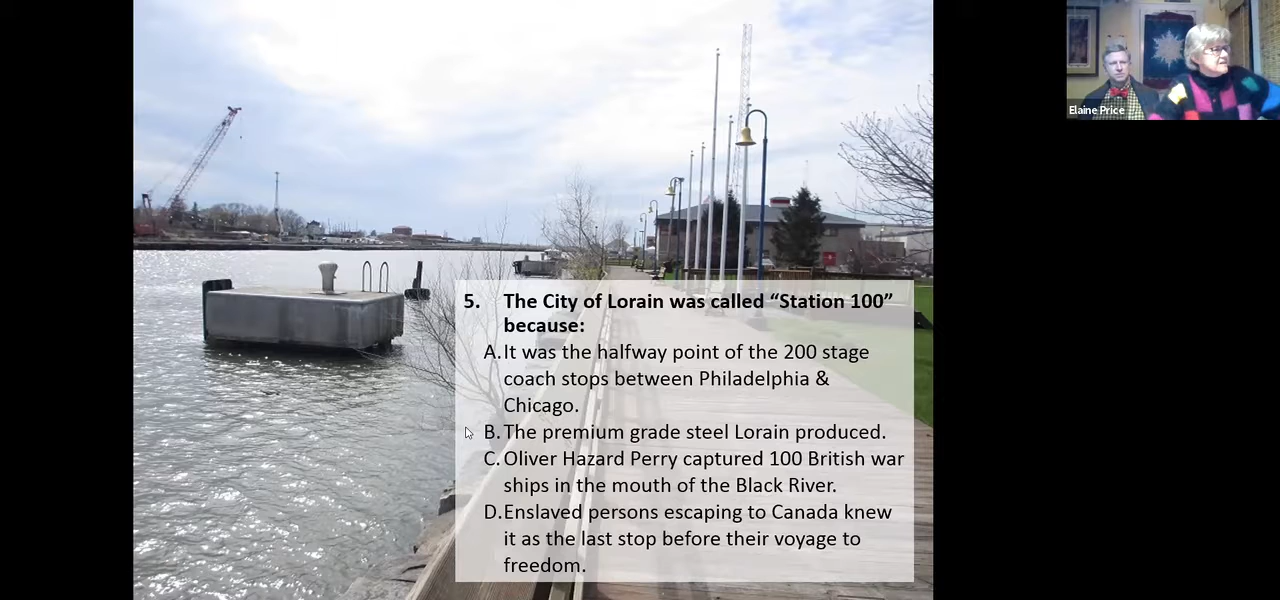 5. The City of Lorain was called “Station 100”
because:
A. It was the halfway point of the 200 stage
coach stops between Philadelphia &
Chicago.
B. The premium grade steel Lorain produced.
C. Oliver Hazard Perry captured 100 British war
ships in the mouth of the Black River.
D. Enslaved persons escaping to Canada knew
it as the last stop before their voyage to
freedom.
Elaine Price